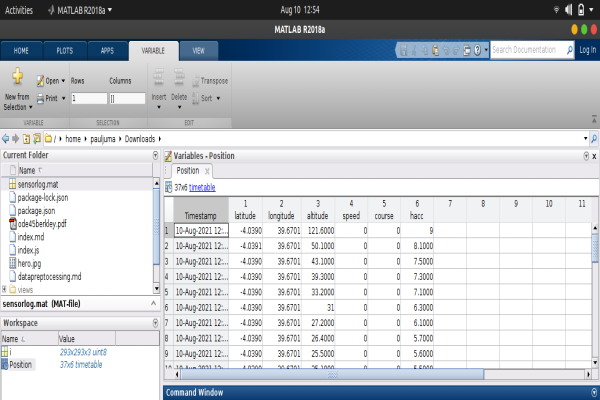 Activities MATLAB R2018a Aug 10 12:54
MATLAB R2018a
HOME PLOTS APPS VARIABLE VIEW Search Documentation Log In
New from Selection Open Rows Columns Insert Delete Transpose
Print 1 [] Sort
VARIABLE SELECTION EDIT
/ home pauljuma Downloads
Current Folder
Name
sensorlog.mat
package-lock.json
package.json
ode45berkley.pdf
index.md
index.js
hero.jpg
datapreptocessing.md
views
sensorlog.mat (MAT-file)
Workspace
Name Value
i 293x293x3 uint8
Position 37x6 timetable
Variables - Position
Position
37x6 timetable
1 2 3 4 5 6 7 8 9 10 11
Timestamp latitude longitude altitude speed course hacc
1 10-Aug-2021 12:... -4.0390 39.6701 121.6000 0 0 9
2 10-Aug-2021 12:... -4.0391 39.6701 50.1000 0 0 8.1000
3 10-Aug-2021 12:... -4.0390 39.6701 43.1000 0 0 7.5000
4 10-Aug-2021 12:... -4.0390 39.6701 39.3000 0 0 7.3000
5 10-Aug-2021 12:... -4.0390 39.6701 33.2000 0 0 7.1000
6 10-Aug-2021 12:... -4.0390 39.6701 31 0 0 6.3000
7 10-Aug-2021 12:... -4.0390 39.6701 27.2000 0 0 6.1000
8 10-Aug-2021 12:... -4.0390 39.6701 26.4000 0 0 5.7000
9 10-Aug-2021 12:... -4.0390 39.6701 25.5000 0 0 5.6000
Command Window